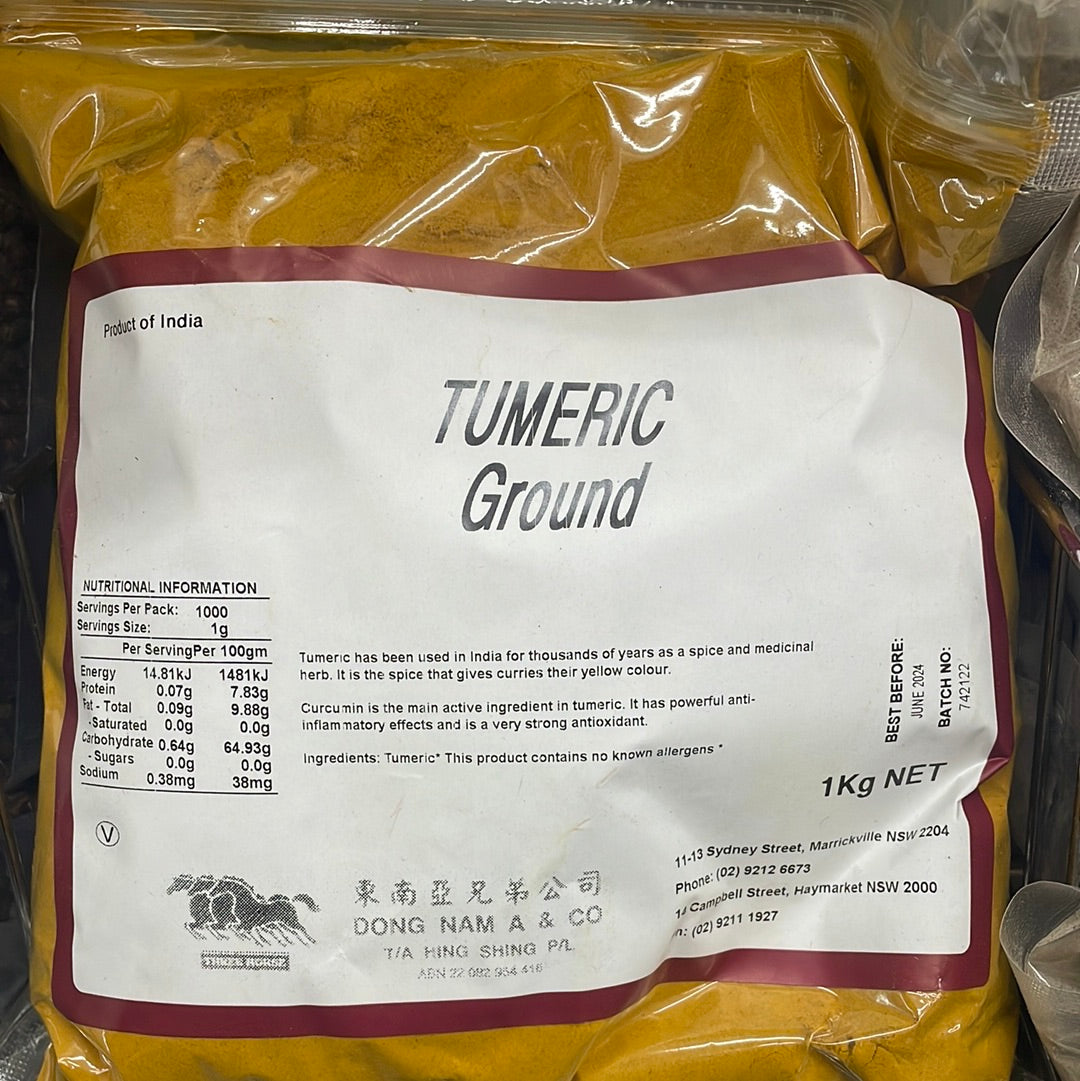 Product of India
TUMERIC
Ground
NUTRITIONAL INFORMATION
Servings Per Pack: 1000
Servings Size: 1g
Per Serving Per 100gm
Energy 14.81kJ 1481kJ
Protein 0.07g 7.83g
Fat - Total 0.09g 9.88g
- Saturated 0.0g 0.0g
Carbohydrate 0.64g 64.93g
- Sugars 0.0g 0.0g
Sodium 0.38mg 38mg
V
Tumeric has been used in India for thousands of years as a spice and medicinal
herb. It is the spice that gives curries their yellow colour.
Curcumin is the main active ingredient in tumeric. It has powerful anti-
inflammatory effects and is a very strong antioxidant.
Ingredients: Tumeric* This product contains no known allergens *
BEST BEFORE:
JUNE 2024
BATCH NO:
742122
1Kg NET
東南亞兄弟公司
DONG NAM A & CO
T/A HING SHING P/L
ABN 22 082 954 416
11-13 Sydney Street, Marrickville NSW 2204
Phone: (02) 9212 6673
14 Campbell Street, Haymarket NSW 2000
(02) 9211 1927